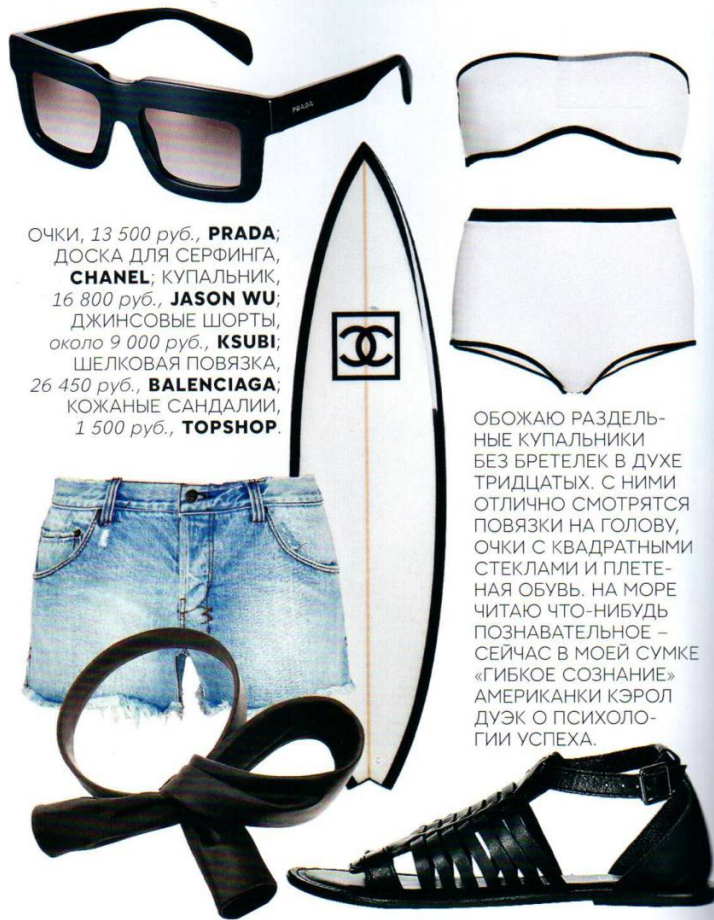 PRADA
ОЧКИ, 13 500 руб., PRADA;
ДОСКА ДЛЯ СЕРФИНГА,
CHANEL; КУПАЛЬНИК,
16 800 руб., JASON WU;
ДЖИНСОВЫЕ ШОРТЫ,
около 9 000 руб., KSUBI;
ШЕЛКОВАЯ ПОВЯЗКА,
26 450 руб., BALENCIAGA;
КОЖАНЫЕ САНДАЛИИ,
1 500 руб., TOPSHOP.
ОБОЖАЮ РАЗДЕЛЬ-
НЫЕ КУПАЛЬНИКИ
БЕЗ БРЕТЕЛЕК В ДУХЕ
ТРИДЦАТЫХ. С НИМИ
ОТЛИЧНО СМОТРЯТСЯ
ПОВЯЗКИ НА ГОЛОВУ,
ОЧКИ С КВАДРАТНЫМИ
СТЕКЛАМИ И ПЛЕТЕ-
НАЯ ОБУВЬ. НА МОРЕ
ЧИТАЮ ЧТО-НИБУДЬ
ПОЗНАВАТЕЛЬНОЕ –
СЕЙЧАС В МОЕЙ СУМКЕ
«ГИБКОЕ СОЗНАНИЕ»
АМЕРИКАНКИ КЭРОЛ
ДУЭК О ПСИХОЛО-
ГИИ УСПЕХА.